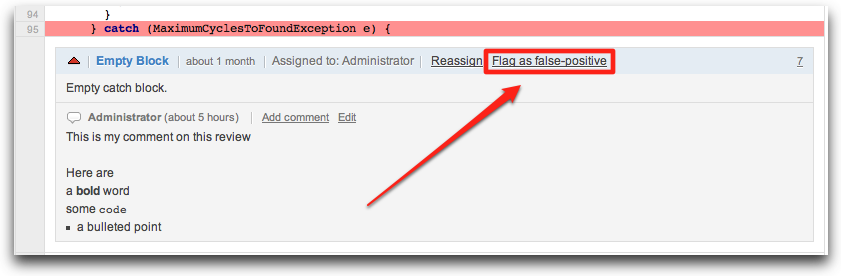 94 }
95 } catch (MaximumCyclesToFoundException e) {
Empty Block about 1 month Assigned to: Administrator Reassign Flag as false-positive 7
Empty catch block.
Administrator (about 5 hours) Add comment Edit
This is my comment on this review
Here are
a bold word
some code
a bulleted point